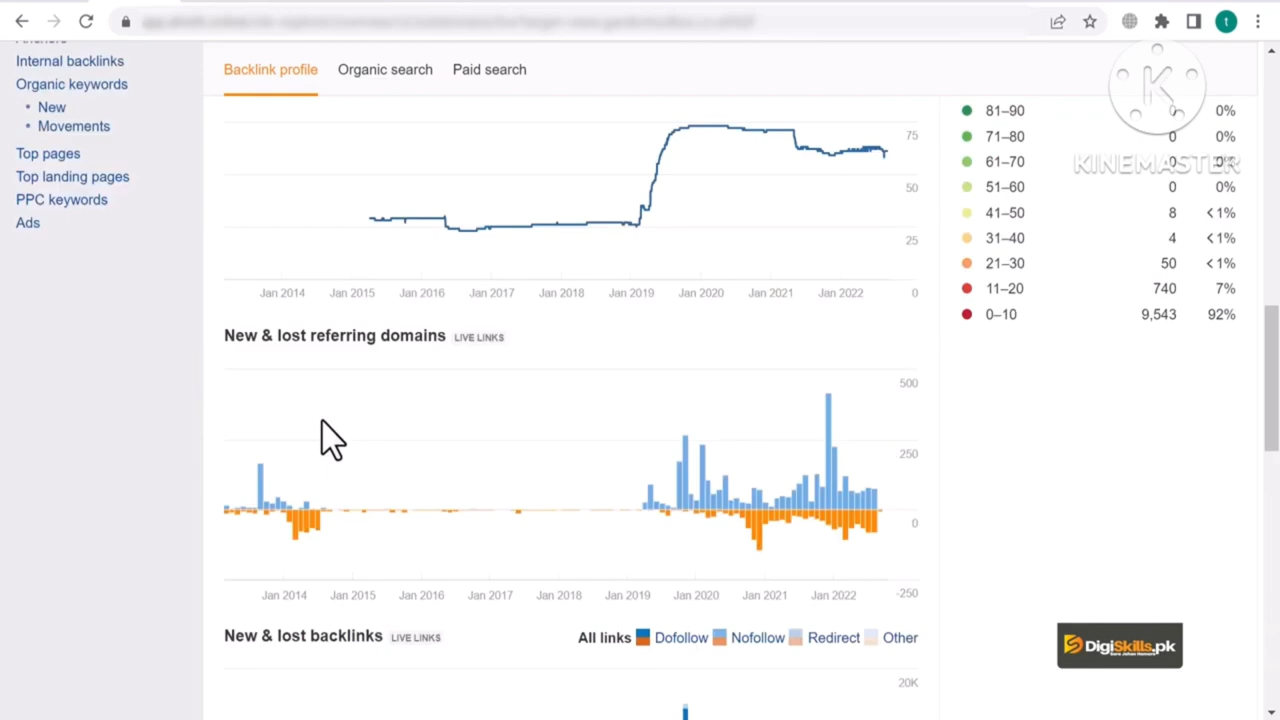 Internal backlinks
Organic keywords
New
Movements
Top pages
Top landing pages
PPC keywords
Ads
Backlink profile
Organic search
Paid search
75
50
25
0
Jan 2014 Jan 2015 Jan 2016 Jan 2017 Jan 2018 Jan 2019 Jan 2020 Jan 2021 Jan 2022
New & lost referring domains LIVE LINKS
500
250
0
-250
Jan 2014 Jan 2015 Jan 2016 Jan 2017 Jan 2018 Jan 2019 Jan 2020 Jan 2021 Jan 2022
New & lost backlinks LIVE LINKS
All links Dofollow Nofollow Redirect Other
20K
81–90 0 0%
71–80 0 0%
61–70 0 0%
51–60 0 0%
41–50 8 <1%
31–40 4 <1%
21–30 50 <1%
11–20 740 7%
0–10 9,543 92%
t
K
KINEMASTER
DigiSkills.pk